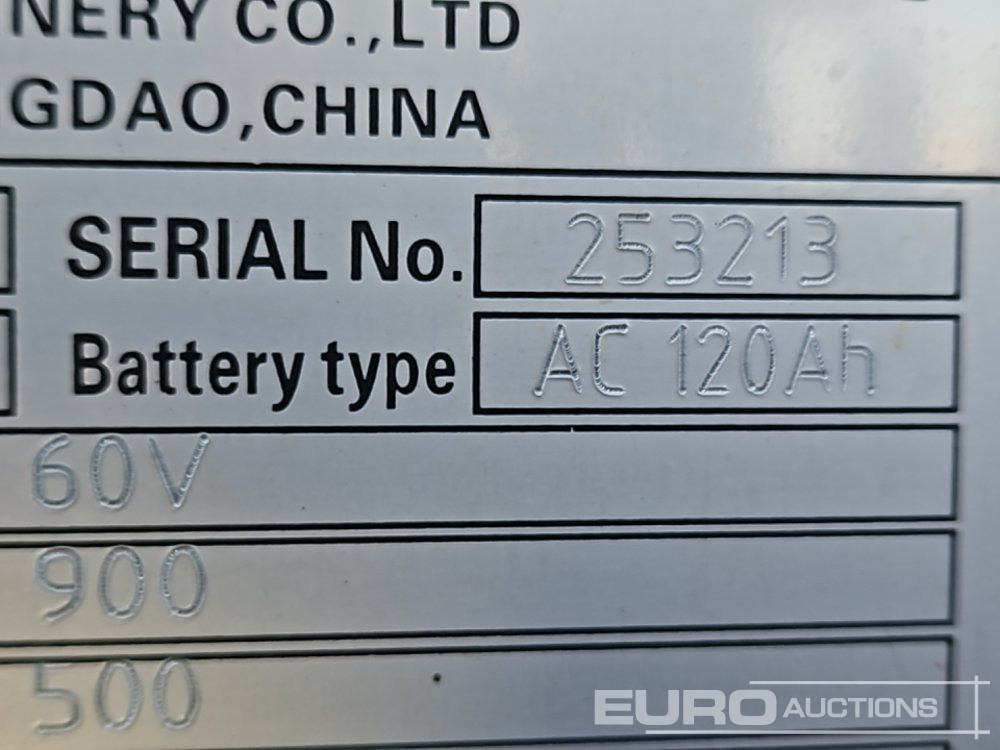 NERY CO.,LTD
GDAO,CHINA
SERIAL No. 253213
Battery type AC 120Ah
60V
900
500
EURO AUCTIONS